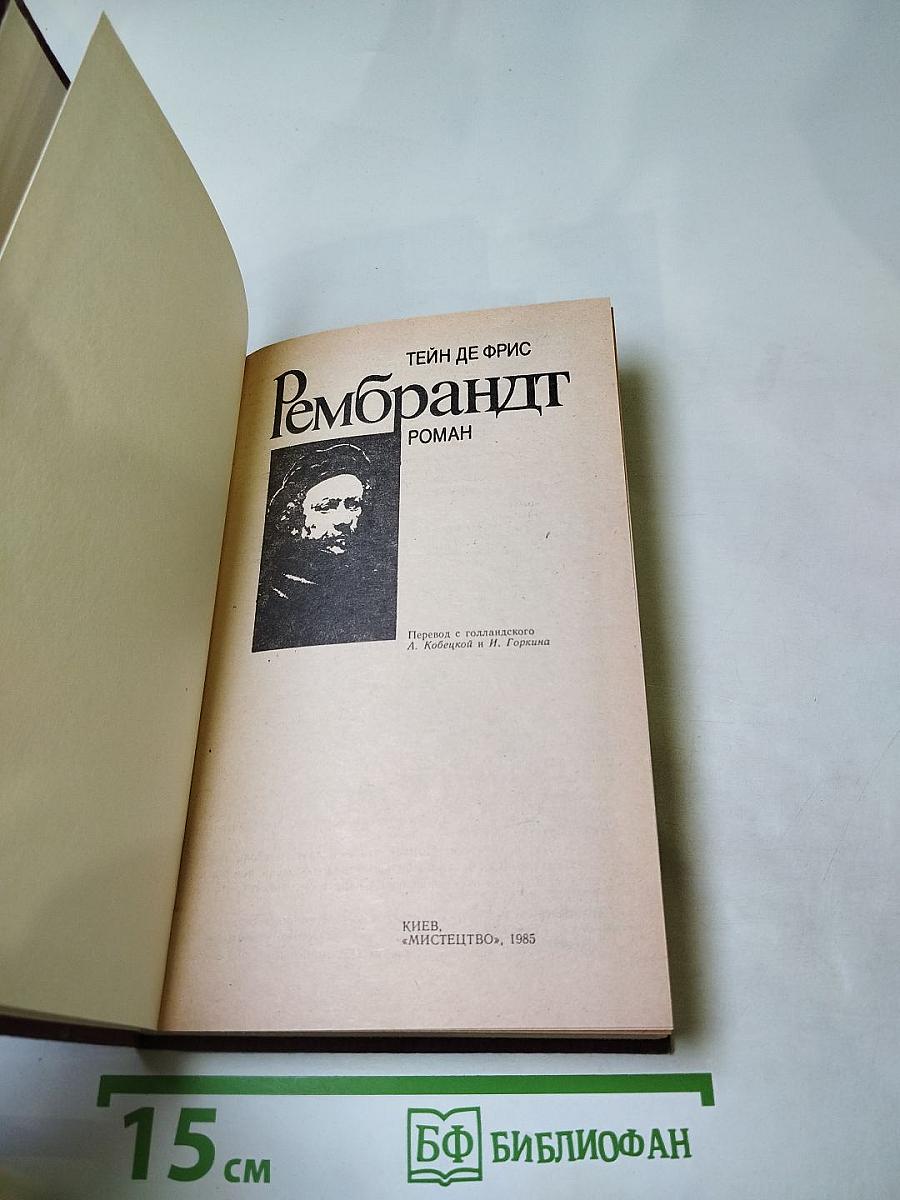 ТЕЙН ДЕ ФРИС
Рембрандт
РОМАН
Перевод с голландского
А. Кобецкой и И. Горкина
КИЕВ,
«МИСТЕЦТВО», 1985
15 см
БФ БИБЛИОФАН